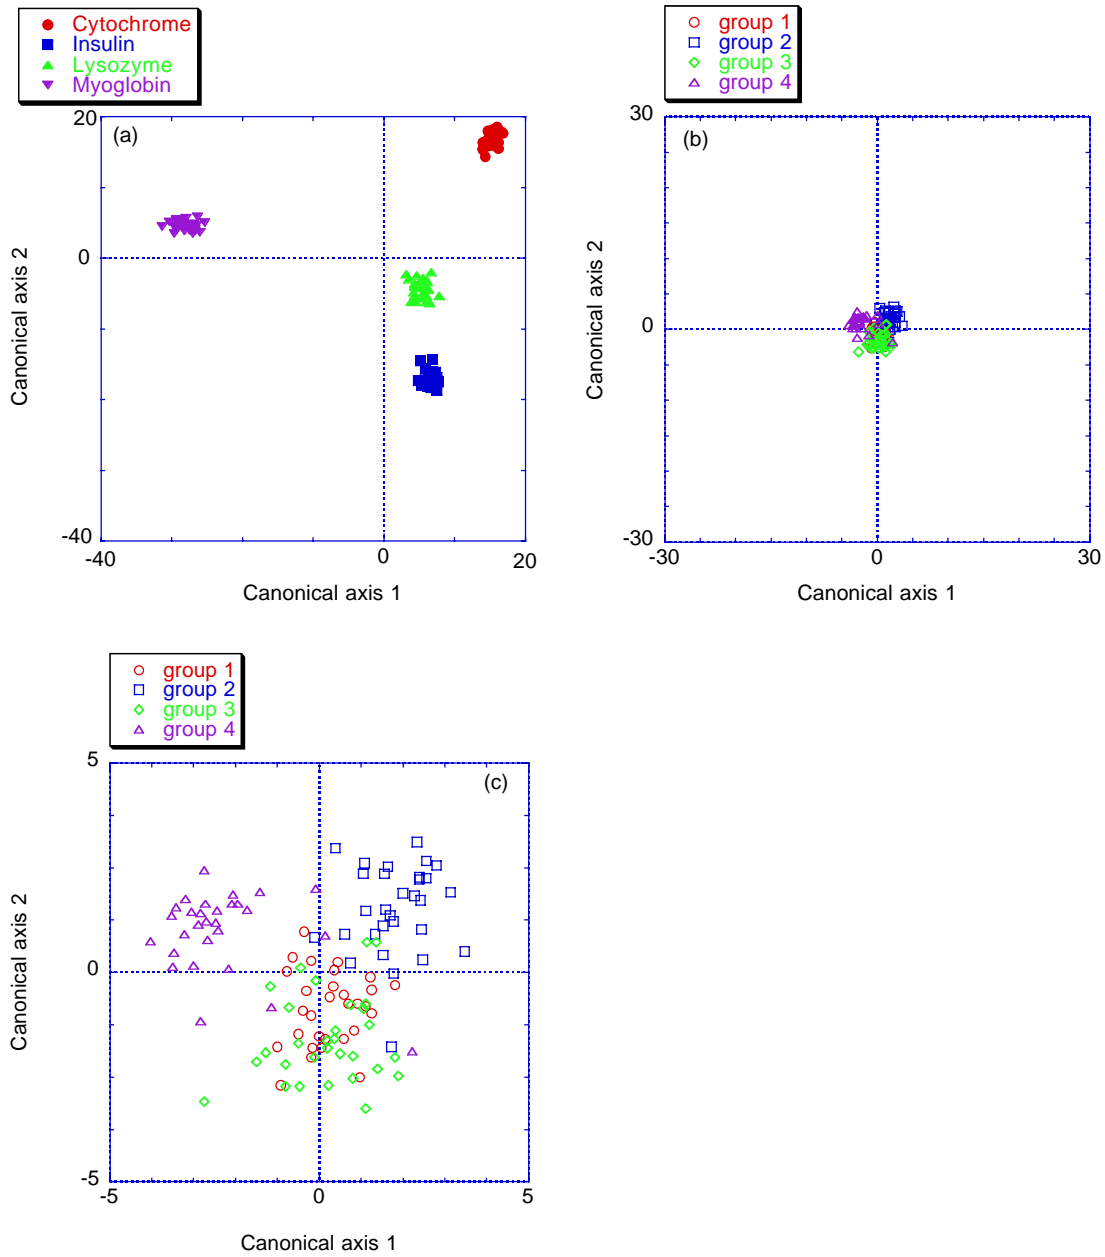 Cytochrome
Insulin
Lysozyme
Myoglobin
20
(a)
0
-40
-40
0
20
Canonical axis 2
Canonical axis 1
group 1
group 2
group 3
group 4
30
(b)
0
-30
-30
0
30
Canonical axis 2
Canonical axis 1
group 1
group 2
group 3
group 4
5
(c)
0
-5
-5
0
5
Canonical axis 2
Canonical axis 1